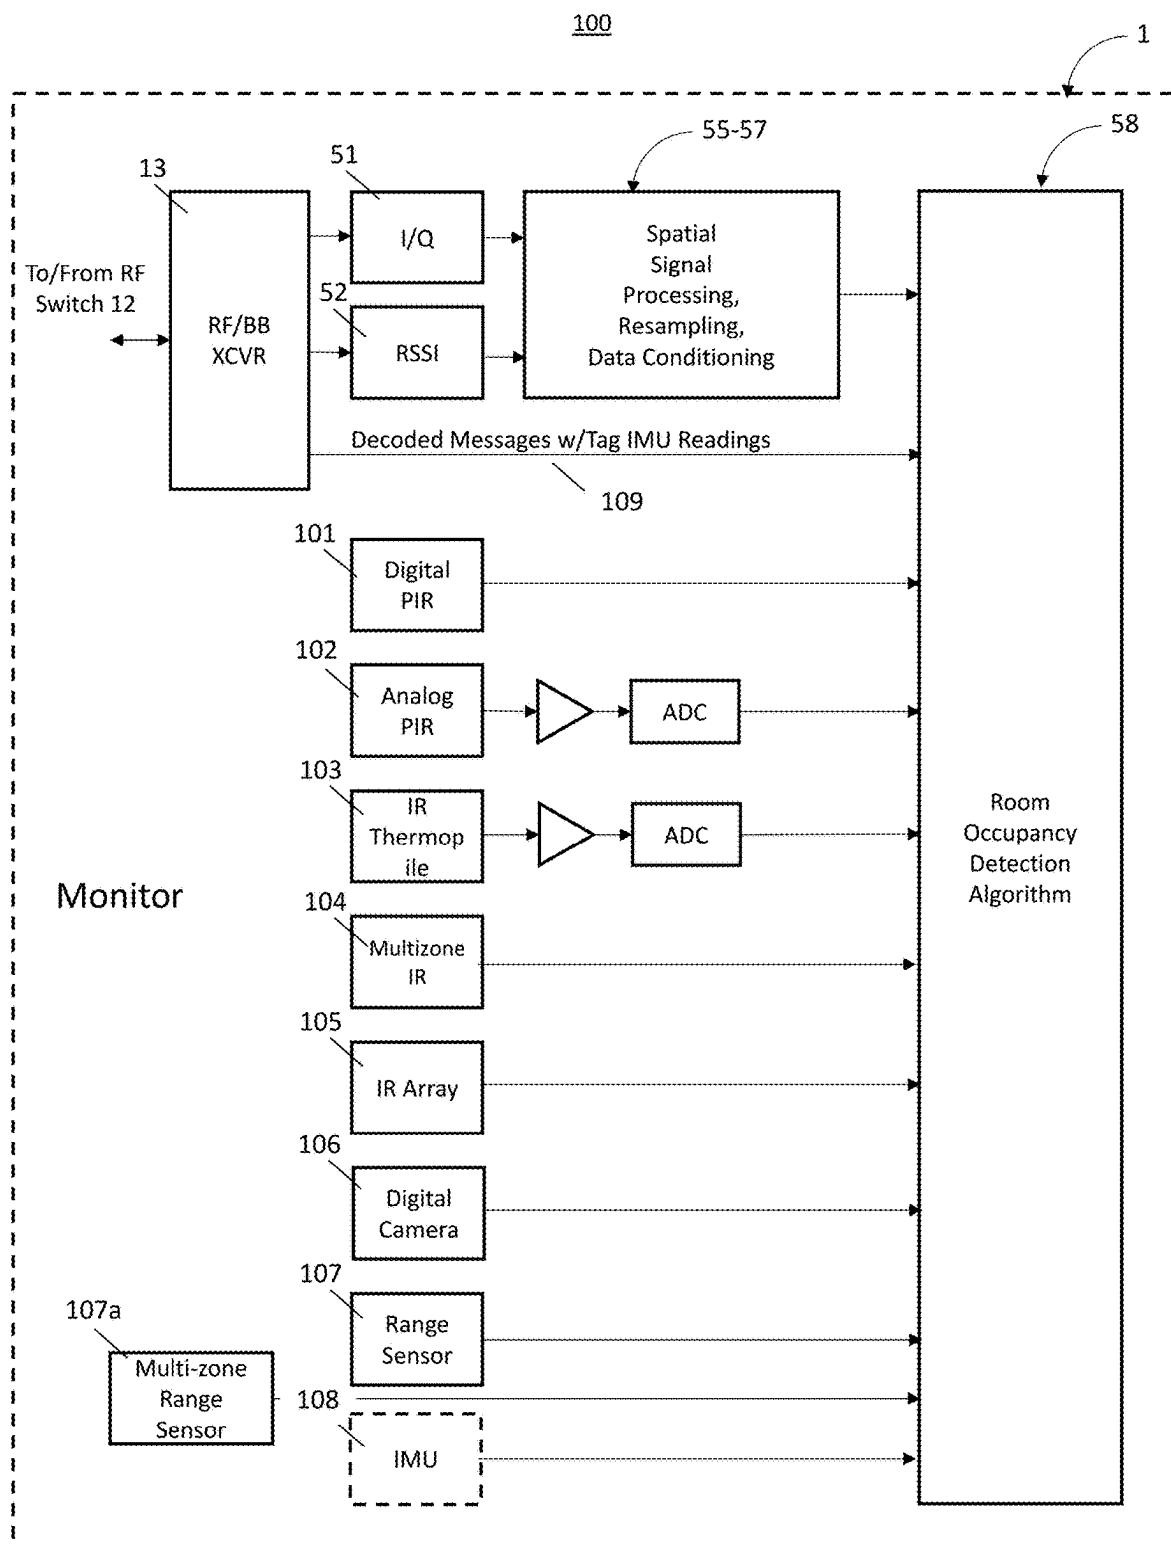 100
1
55-57
58
51
13
I/Q
Spatial
Signal
Processing,
Resampling,
Data Conditioning
To/From RF
Switch 12
52
RF/BB
XCVR
RSSI
Decoded Messages w/Tag IMU Readings
109
101
Digital
PIR
102
Analog
PIR
ADC
103
IR
Thermop
ile
ADC
Room
Occupancy
Detection
Algorithm
Monitor
104
Multizone
IR
105
IR Array
106
Digital
Camera
107
Range
Sensor
107a
Multi-zone
Range
Sensor
108
IMU